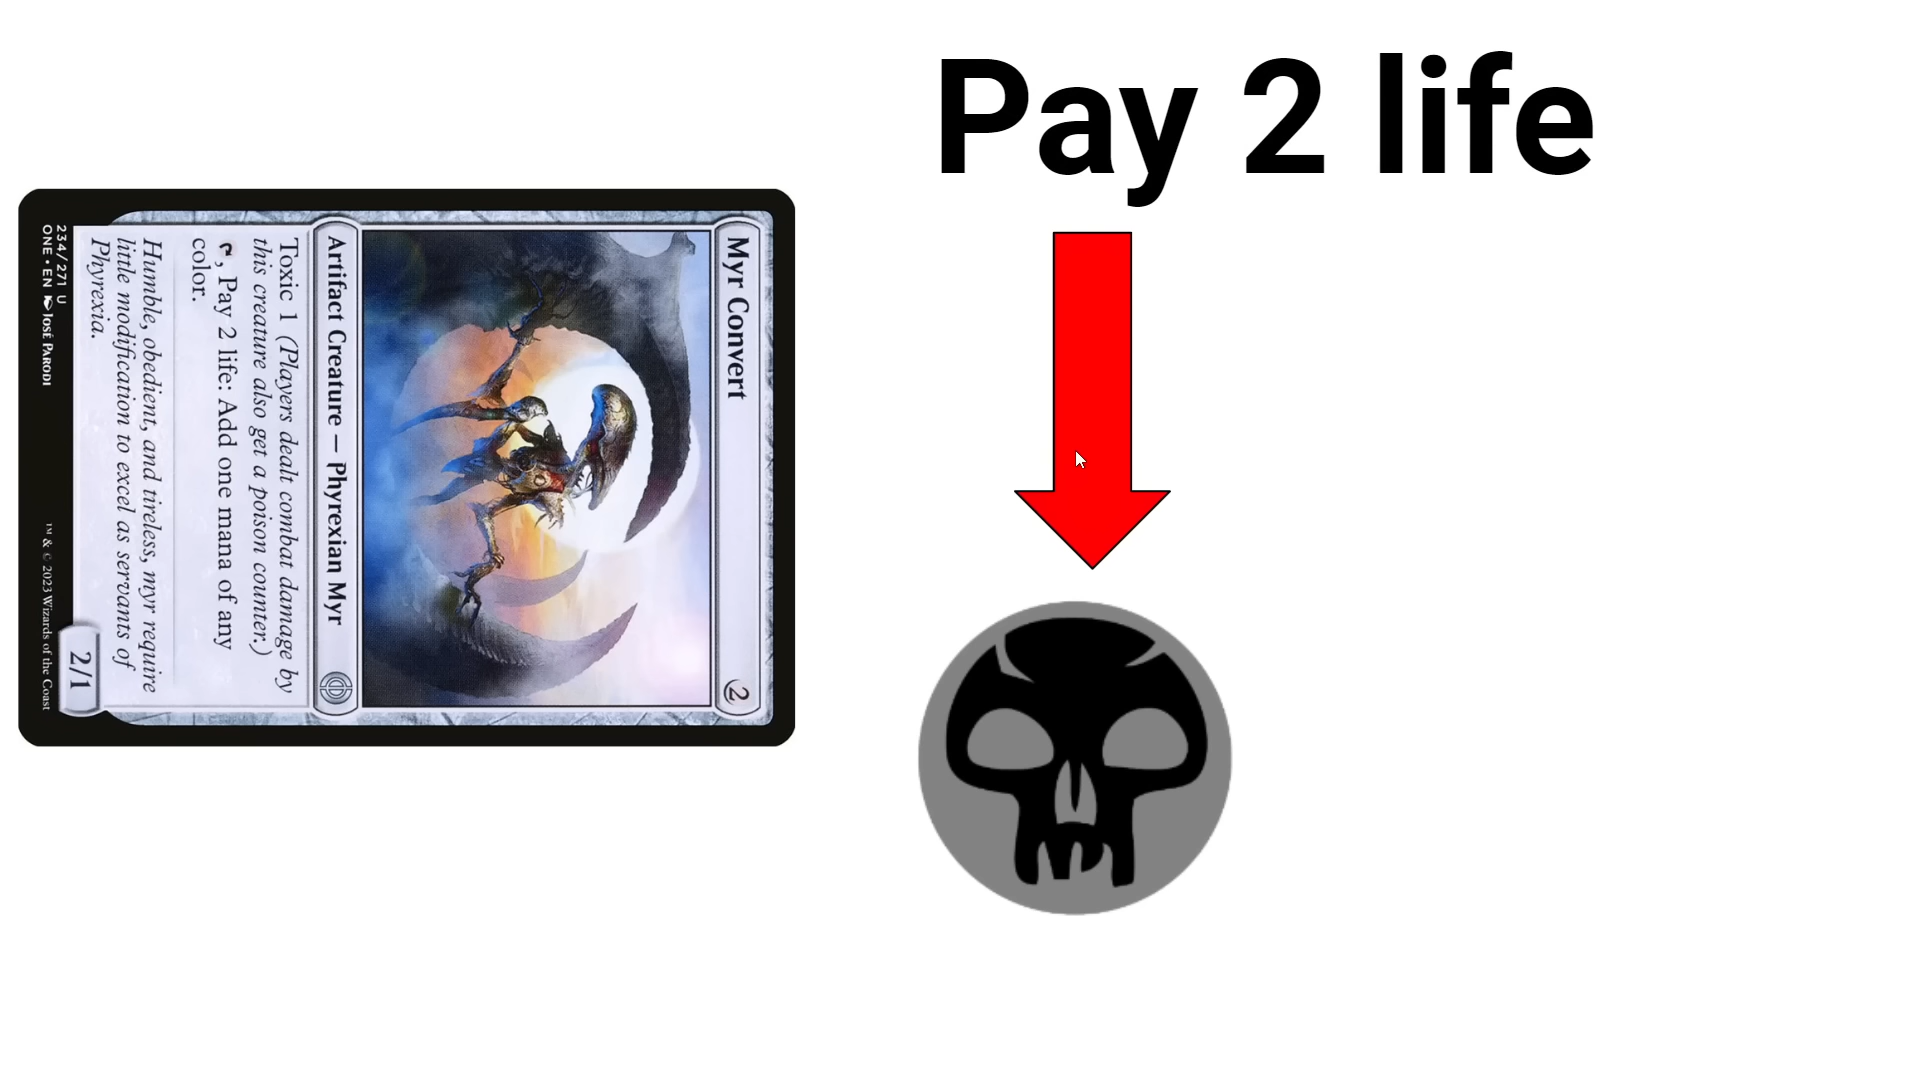 Pay 2 life
Myr Convert
2
Artifact Creature — Phyrexian Myr
Toxic 1 (Players dealt combat damage by
this creature also get a poison counter.)
, Pay 2 life: Add one mana of any
color.
Humble, obedient, and tireless, myr require
little modification to excel as servants of
Phyrexia.
2/1
234/271 U
ONE • EN José Parodi
™ & © 2023 Wizards of the Coast